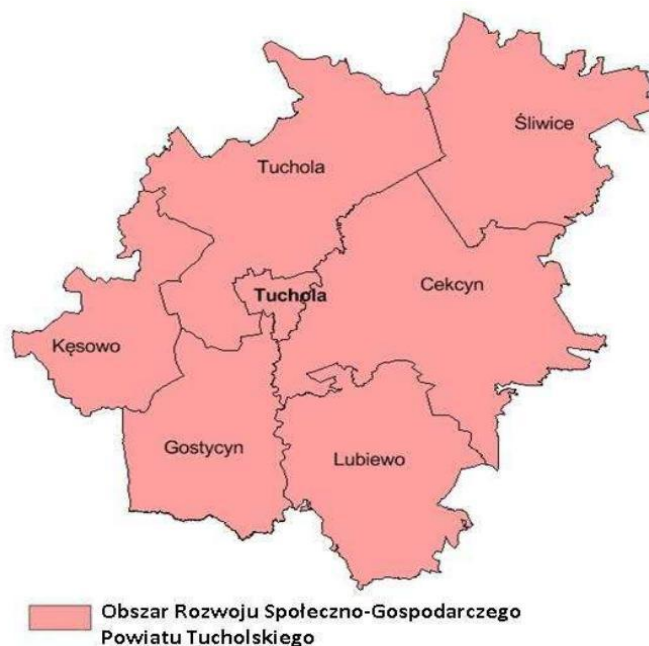 Śliwice
Tuchola
Tuchola
Cekcyn
Kęsowo
Gostycyn
Lubiewo
Obszar Rozwoju Społeczno-Gospodarczego
Powiatu Tucholskiego